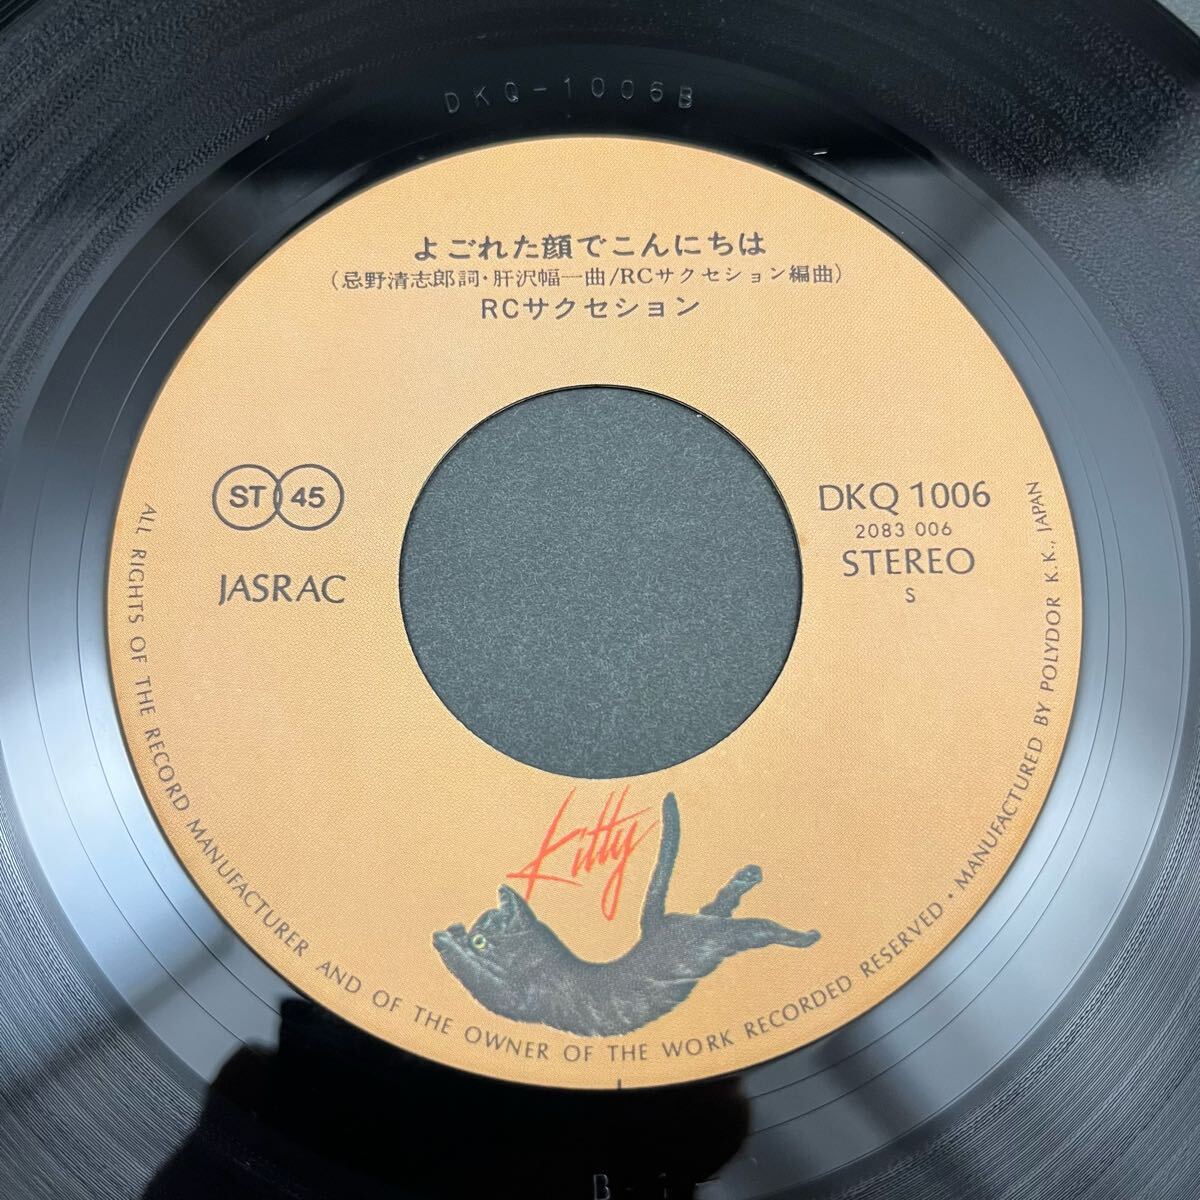 DKQ-1006B
よごれた顔でこんにちは
(忌野清志郎詞・肝沢幅一曲/RCサクセション編曲)
RCサクセション
ST 45
JASRAC
DKQ 1006
2083 006
STEREO
S
Kitty
ALL RIGHTS OF THE RECORD MANUFACTURER AND OF THE OWNER OF THE WORK RECORDED RESERVED • MANUFACTURED BY POLYDOR K.K., JAPAN
B-1